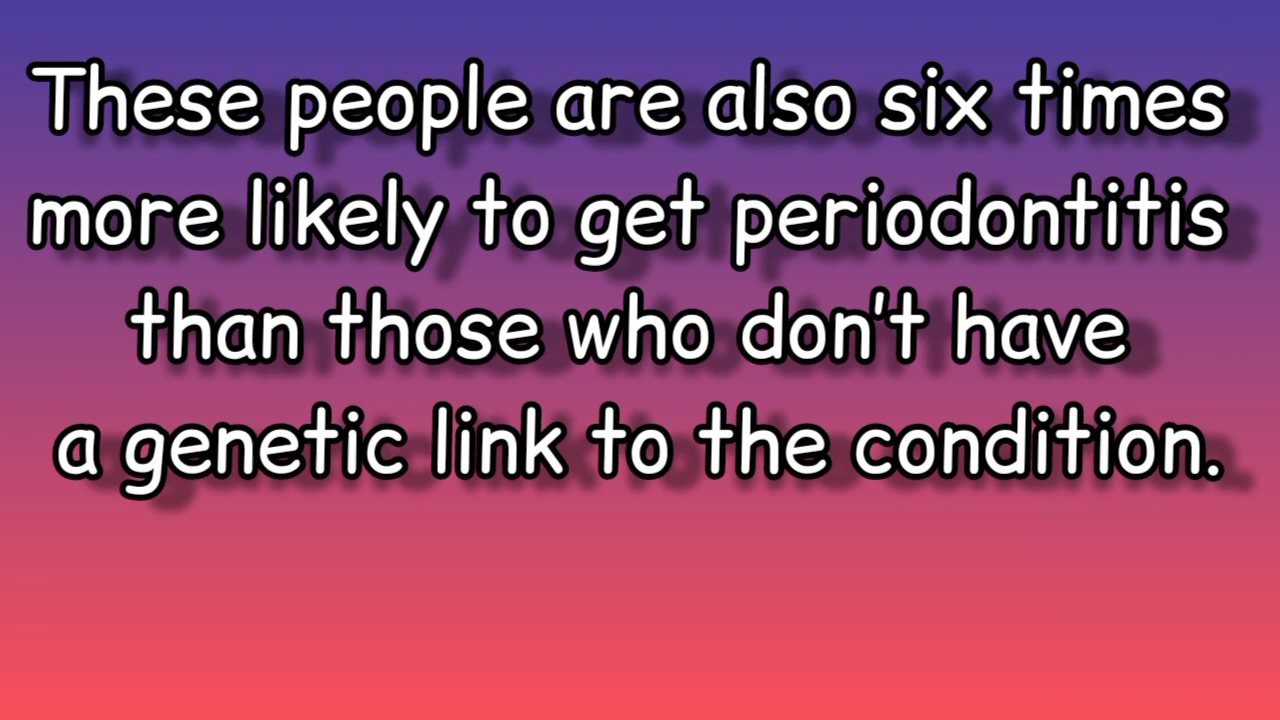 These people are also six times
more likely to get periodontitis
than those who don't have
a genetic link to the condition.